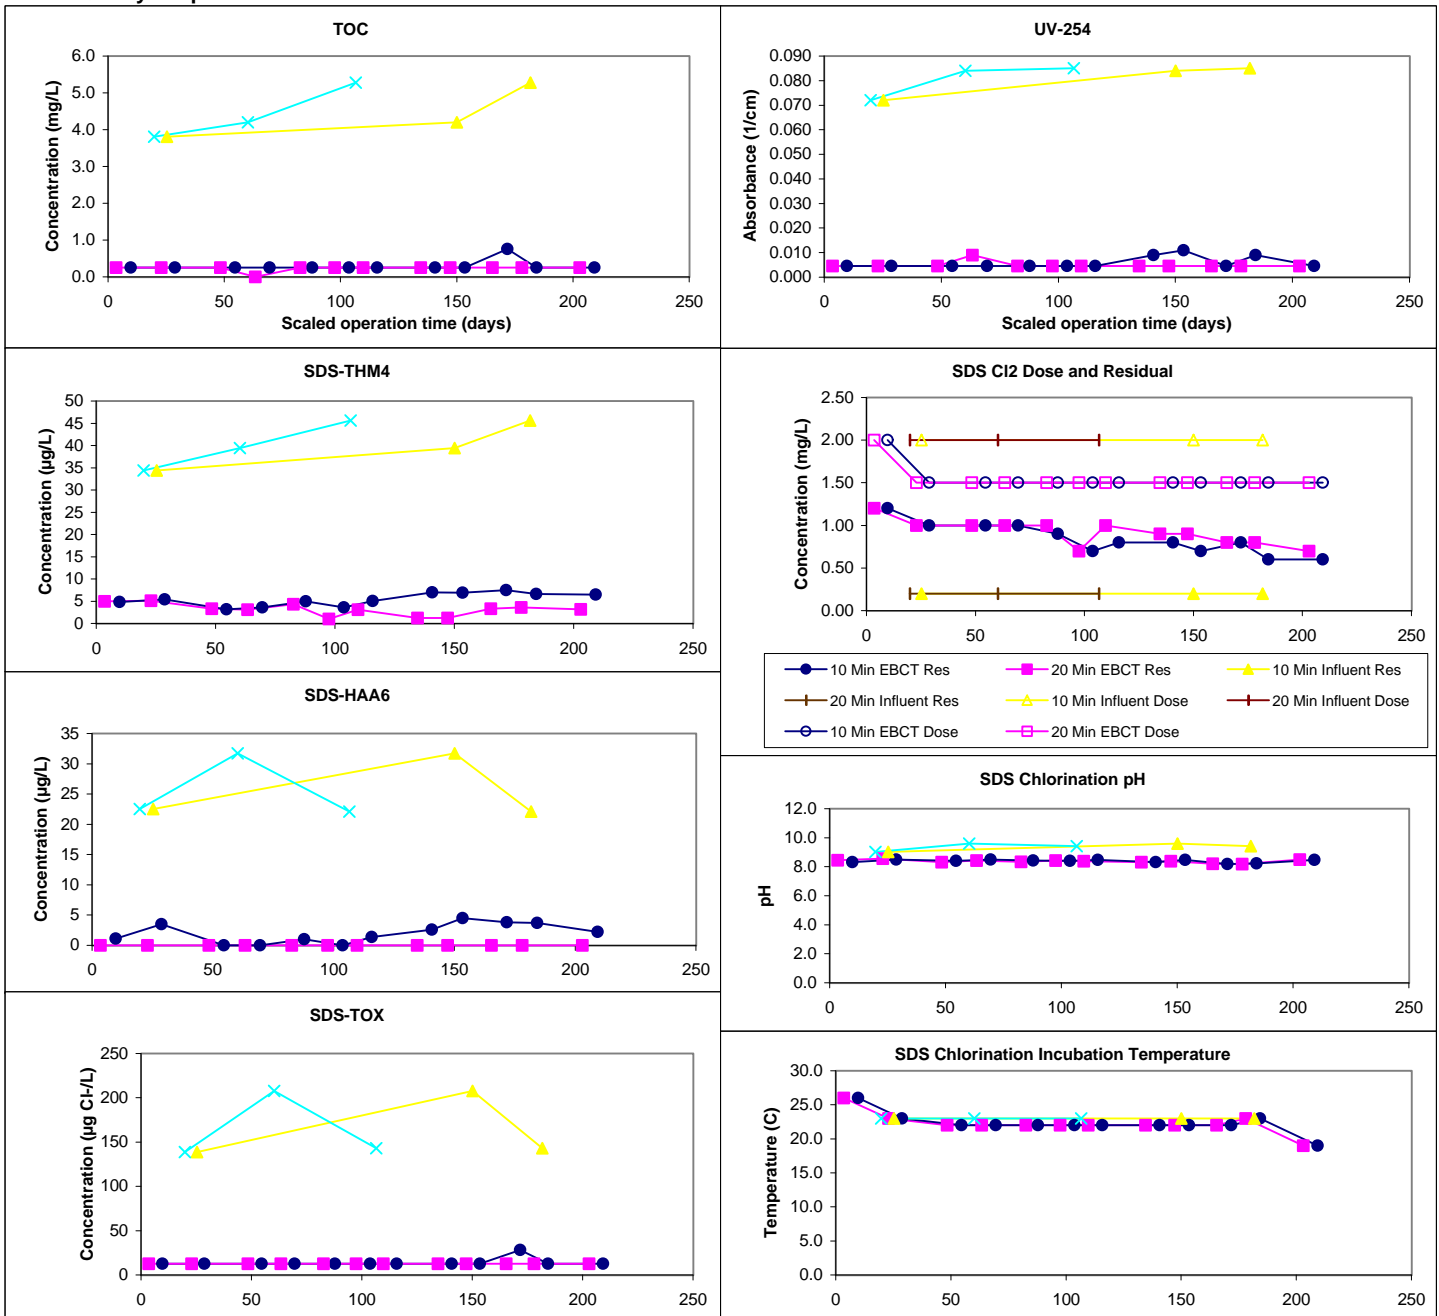 TOC
6.0
5.0
4.0
3.0
2.0
1.0
0.0
Concentration (mg/L)
0 50 100 150 200 250
Scaled operation time (days)
UV-254
0.090
0.080
0.070
0.060
0.050
0.040
0.030
0.020
0.010
0.000
Absorbance (1/cm)
0 50 100 150 200 250
Scaled operation time (days)
SDS-THM4
50
45
40
35
30
25
20
15
10
5
0
Concentration (µg/L)
0 50 100 150 200 250
SDS Cl2 Dose and Residual
2.50
2.00
1.50
1.00
0.50
0.00
Concentration (mg/L)
0 50 100 150 200 250
10 Min EBCT Res 20 Min EBCT Res 10 Min Influent Res
20 Min Influent Res 10 Min Influent Dose 20 Min Influent Dose
10 Min EBCT Dose 20 Min EBCT Dose
SDS-HAA6
35
30
25
20
15
10
5
0
Concentration (µg/L)
0 50 100 150 200 250
SDS Chlorination pH
12.0
10.0
8.0
6.0
4.0
2.0
0.0
pH
0 50 100 150 200 250
SDS-TOX
250
200
150
100
50
0
Concentration (µg Cl-/L)
0 50 100 150 200 250
SDS Chlorination Incubation Temperature
30.0
25.0
20.0
15.0
10.0
5.0
0.0
Temperature (C)
0 50 100 150 200 250